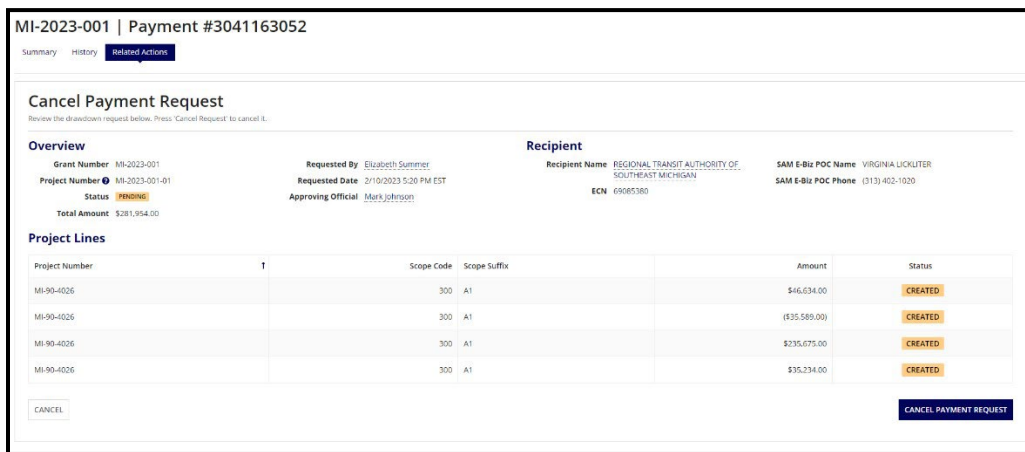 MI-2023-001 | Payment #3041163052
Summary History Related Actions
Cancel Payment Request
Review the drawdown request below. Press 'Cancel Request' to cancel it.
Overview
Grant Number MI-2023-001
Project Number MI-2023-001-01
Status PENDING
Total Amount $281,954.00
Requested By Elizabeth Summer
Requested Date 2/10/2023 5:20 PM EST
Approving Official Mark Johnson
Recipient
Recipient Name REGIONAL TRANSIT AUTHORITY OF
SOUTHEAST MICHIGAN
ECN 69085380
SAM E-Biz POC Name VIRGINIA LICKLITER
SAM E-Biz POC Phone (313) 402-1020
Project Lines
Project Number ↑ Scope Code Scope Suffix Amount Status
MI-90-4026 300 A1 $46,634.00 CREATED
MI-90-4026 300 A1 ($35,589.00) CREATED
MI-90-4026 300 A1 $235,675.00 CREATED
MI-90-4026 300 A1 $35,234.00 CREATED
CANCEL CANCEL PAYMENT REQUEST